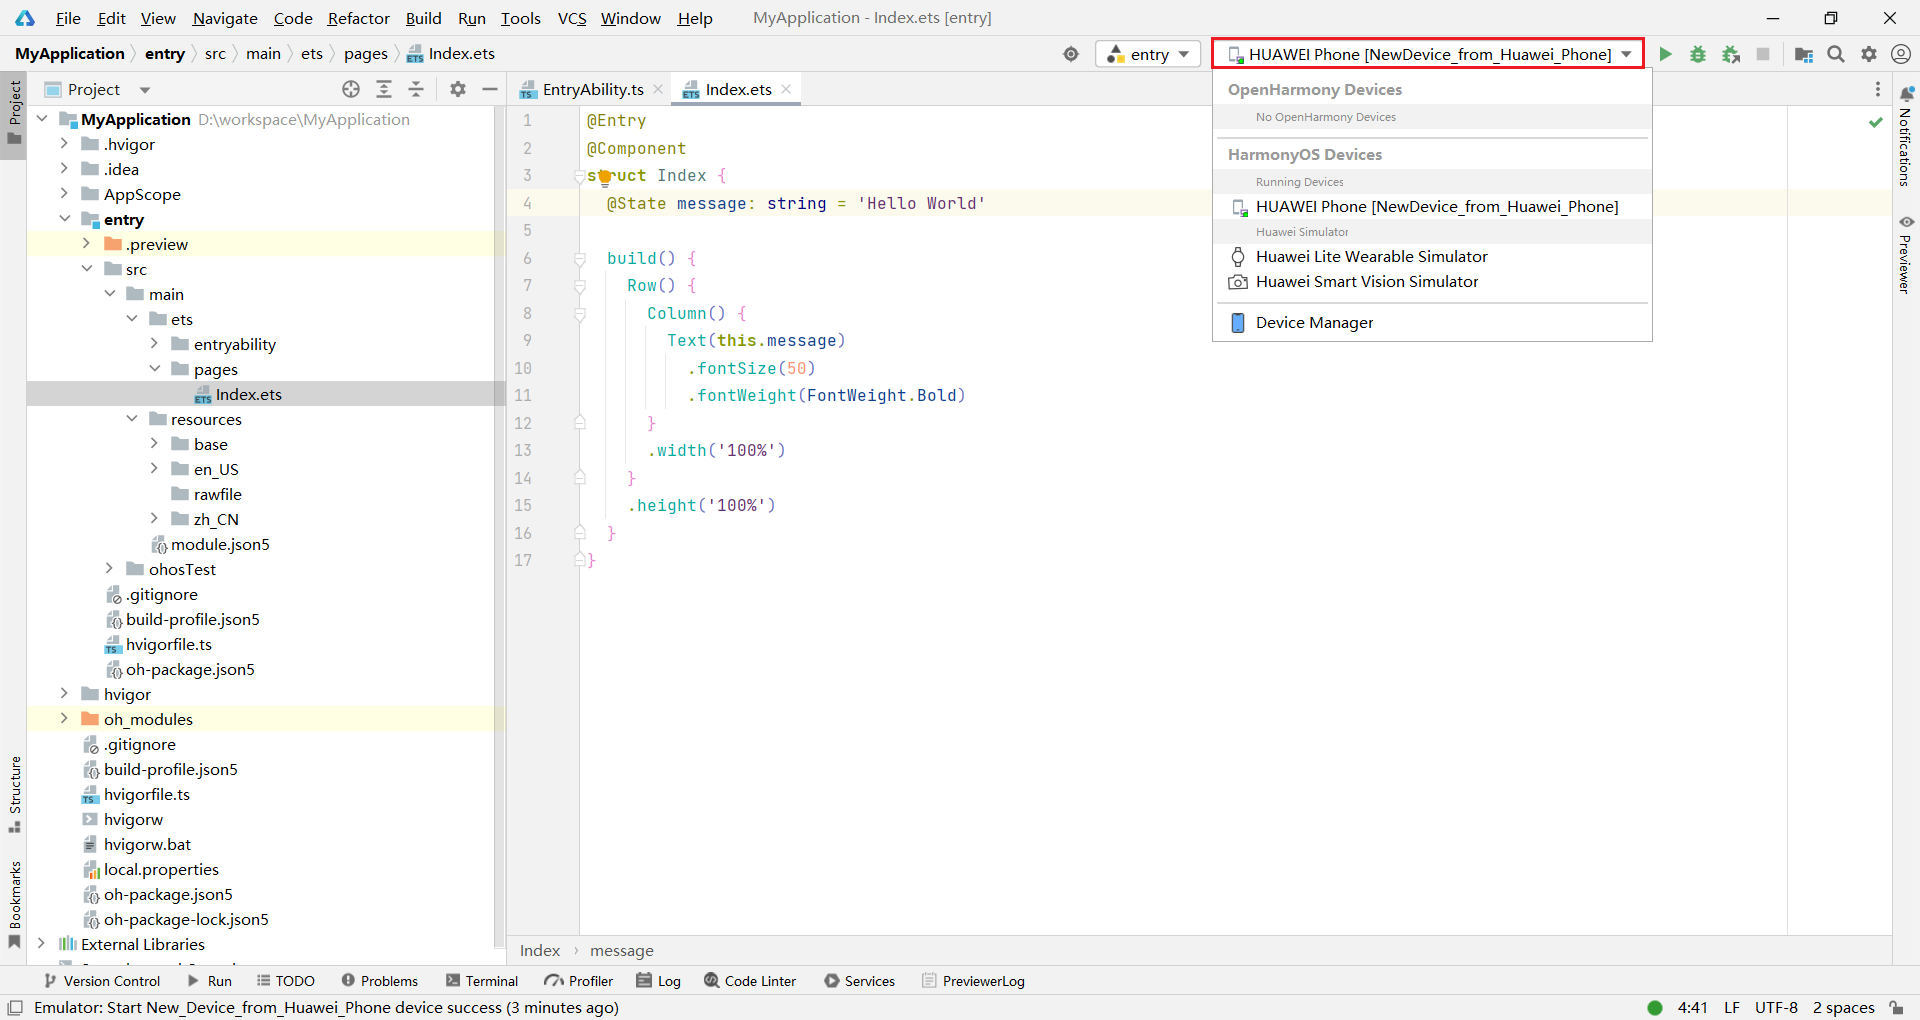 File Edit View Navigate Code Refactor Build Run Tools VCS Window Help MyApplication - Index.ets [entry]
MyApplication entry src main ets pages Index.ets
entry
HUAWEI Phone [NewDevice_from_Huawei_Phone]
Project
Project
MyApplication D:\workspace\MyApplication
.hvigor
.idea
AppScope
entry
.preview
src
main
ets
entryability
pages
Index.ets
resources
base
en_US
rawfile
zh_CN
module.json5
ohosTest
.gitignore
build-profile.json5
hvigorfile.ts
oh-package.json5
hvigor
oh_modules
.gitignore
build-profile.json5
hvigorfile.ts
hvigorw
hvigorw.bat
local.properties
oh-package.json5
oh-package-lock.json5
External Libraries
Structure
Bookmarks
EntryAbility.ts Index.ets
1 @Entry
2 @Component
3 struct Index {
4 @State message: string = 'Hello World'
5
6 build() {
7 Row() {
8 Column() {
9 Text(this.message)
10 .fontSize(50)
11 .fontWeight(FontWeight.Bold)
12 }
13 .width('100%')
14 }
15 .height('100%')
16 }
17 }
OpenHarmony Devices
No OpenHarmony Devices
HarmonyOS Devices
Running Devices
HUAWEI Phone [NewDevice_from_Huawei_Phone]
Huawei Simulator
Huawei Lite Wearable Simulator
Huawei Smart Vision Simulator
Device Manager
Notifications
Previewer
Index › message
Version Control Run TODO Problems Terminal Profiler Log Code Linter Services PreviewerLog
Emulator: Start New_Device_from_Huawei_Phone device success (3 minutes ago) 4:41 LF UTF-8 2 spaces